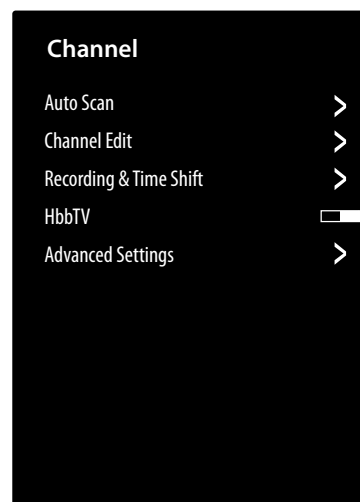 Channel
Auto Scan
Channel Edit
Recording & Time Shift
HbbTV
Advanced Settings